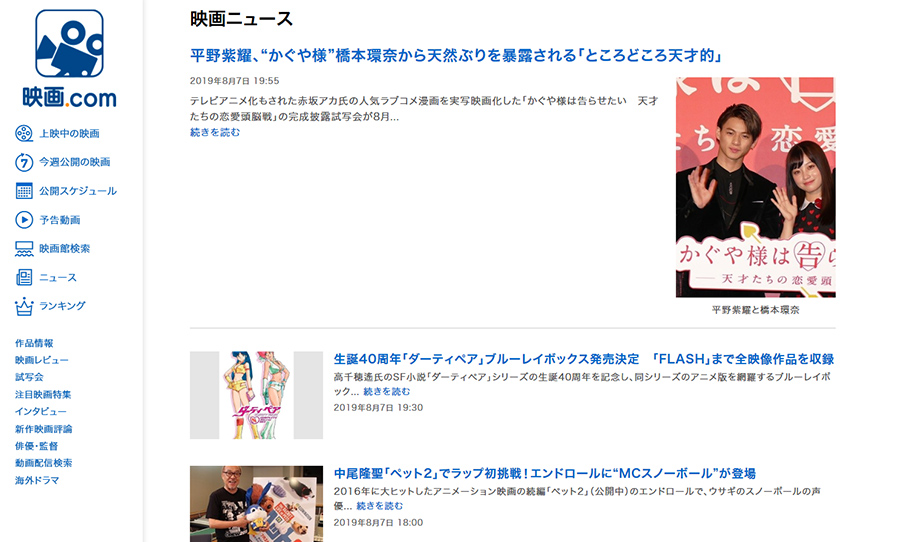 映画.com
上映中の映画
今週公開の映画
公開スケジュール
予告動画
映画館検索
ニュース
ランキング
作品情報
映画レビュー
試写会
注目映画特集
インタビュー
新作映画評論
俳優・監督
動画配信検索
海外ドラマ
映画ニュース
平野紫耀、“かぐや様”橋本環奈から天然ぶりを暴露される「ところどころ天才的」
2019年8月7日 19:55
テレビアニメ化もされた赤坂アカ氏の人気ラブコメ漫画を実写映画化した「かぐや様は告らせたい　天才
たちの恋愛頭脳戦」の完成披露試写会が8月...
続きを読む
かぐや様は告ら
天才たちの恋愛頭
平野紫耀と橋本環奈
生誕40周年「ダーティペア」ブルーレイボックス発売決定　「FLASH」まで全映像作品を収録
高千穂遙氏のSF小説「ダーティペア」シリーズの生誕40周年を記念し、同シリーズのアニメ版を網羅するブルーレイボ
ック... 続きを読む
2019年8月7日 19:30
ダーティペア
中尾隆聖「ペット2」でラップ初挑戦！エンドロールに“MCスノーボール”が登場
2016年に大ヒットしたアニメーション映画の続編「ペット2」（公開中）のエンドロールで、ウサギのスノーボールの声
優... 続きを読む
2019年8月7日 18:00